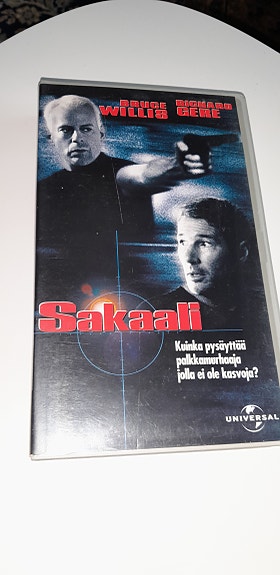 BRUCE RICHARD
WILLIS GERE
Sakaali
Kuinka pysäyttää
palkkamurhaaja
jolla ei ole kasvoja?
UNIVERSAL